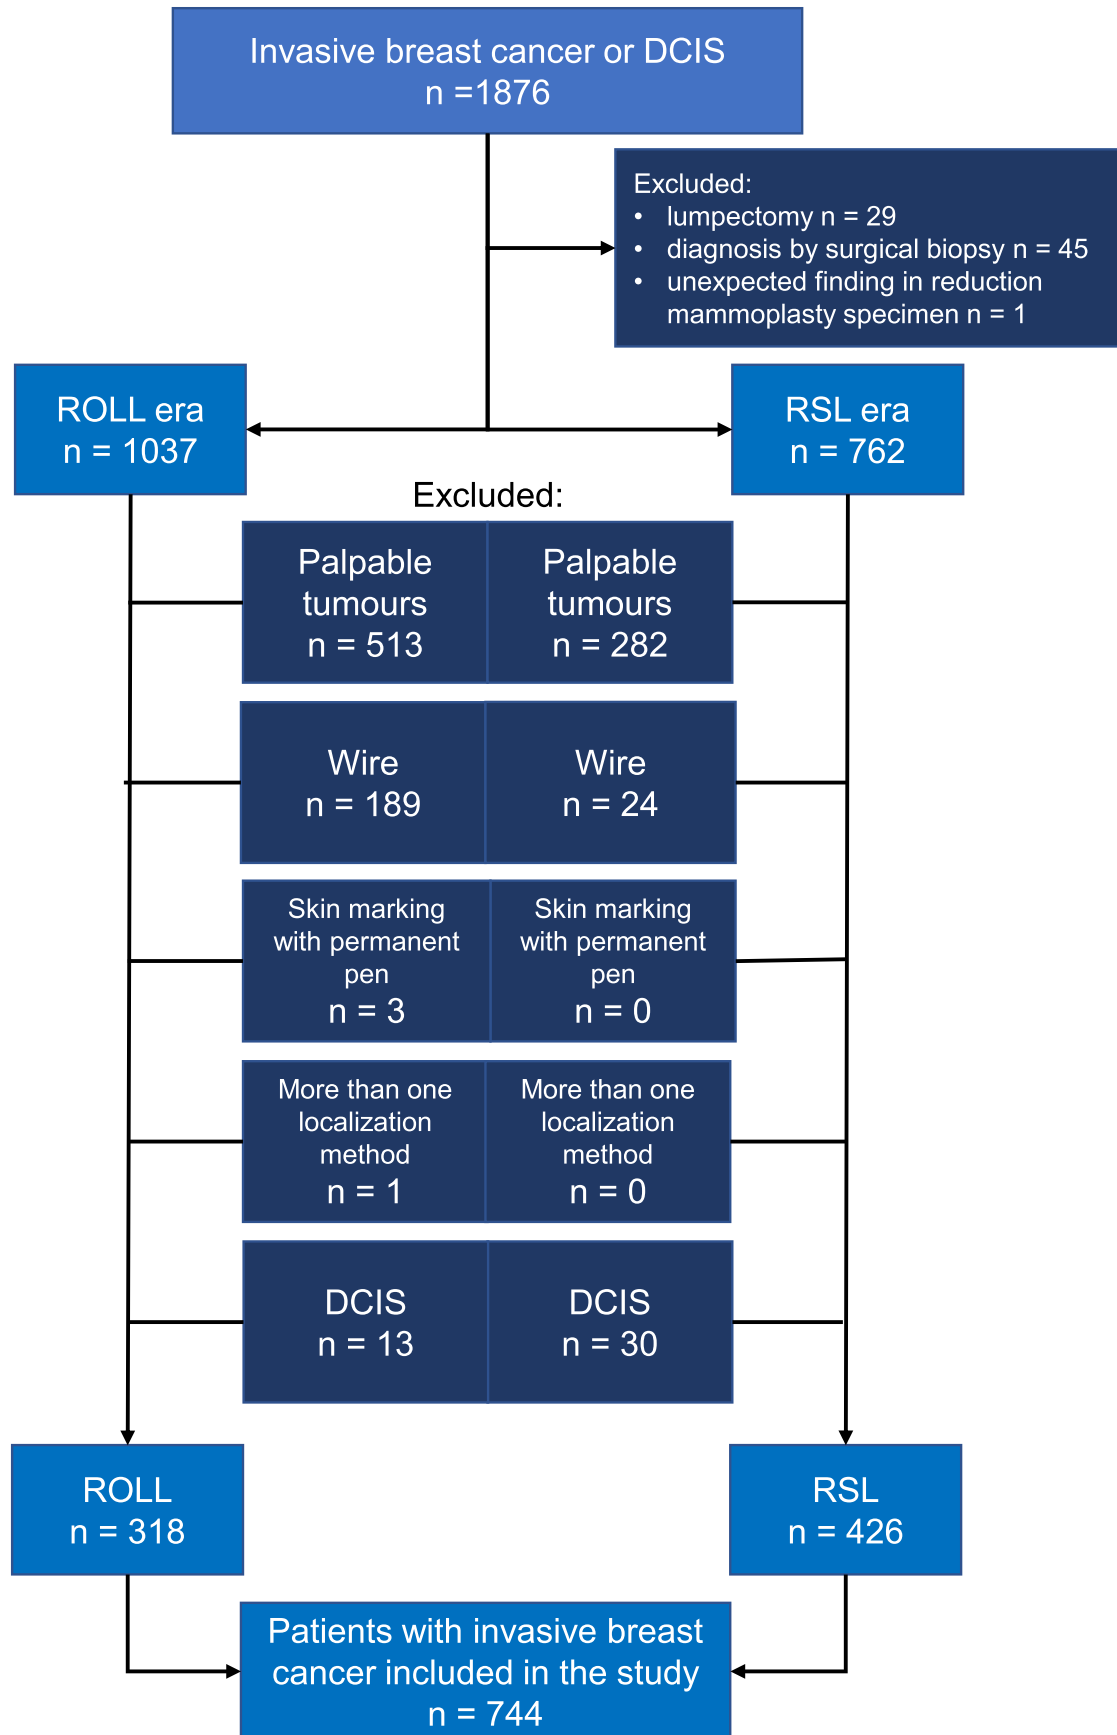 Invasive breast cancer or DCIS
n =1876
Excluded:
• lumpectomy n = 29
• diagnosis by surgical biopsy n = 45
• unexpected finding in reduction
mammoplasty specimen n = 1
ROLL era
n = 1037
RSL era
n = 762
Excluded:
Palpable
tumours
n = 513
Palpable
tumours
n = 282
Wire
n = 189
Wire
n = 24
Skin marking
with permanent
pen
n = 3
Skin marking
with permanent
pen
n = 0
More than one
localization
method
n = 1
More than one
localization
method
n = 0
DCIS
n = 13
DCIS
n = 30
ROLL
n = 318
RSL
n = 426
Patients with invasive breast
cancer included in the study
n = 744